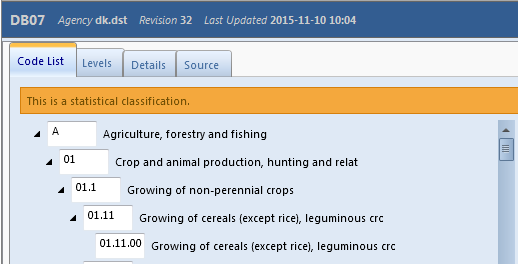 DB07 Agency dk.dst Revision 32 Last Updated 2015-11-10 10:04
Code List Levels Details Source
This is a statistical classification.
A Agriculture, forestry and fishing
01 Crop and animal production, hunting and relat
01.1 Growing of non-perennial crops
01.11 Growing of cereals (except rice), leguminous crc
01.11.00 Growing of cereals (except rice), leguminous crc